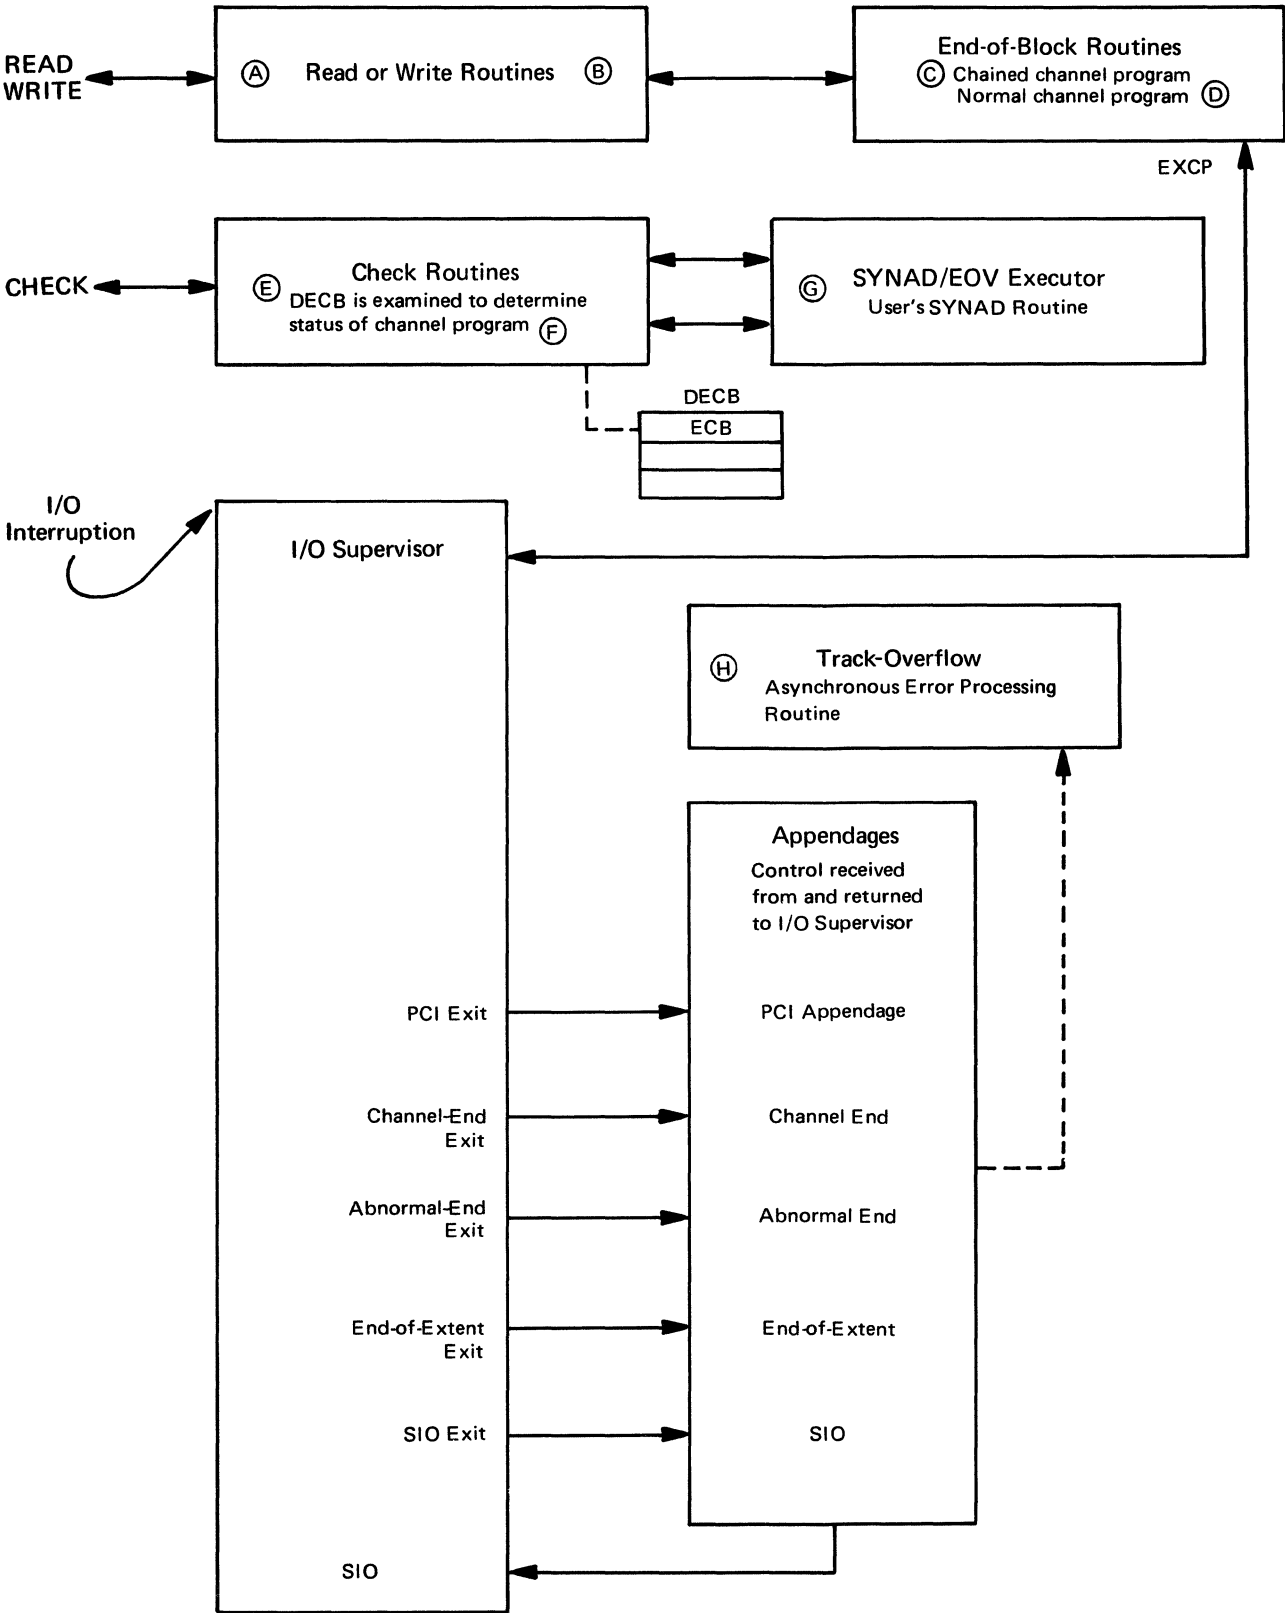 READ
WRITE
A Read or Write Routines B
End-of-Block Routines
C Chained channel program
Normal channel program D
EXCP
CHECK
E Check Routines
DECB is examined to determine
status of channel program F
G SYNAD/EOV Executor
User's SYNAD Routine
DECB
ECB
I/O
Interruption
I/O Supervisor
H Track-Overflow
Asynchronous Error Processing
Routine
Appendages
Control received
from and returned
to I/O Supervisor
PCI Exit
PCI Appendage
Channel-End
Exit
Channel End
Abnormal-End
Exit
Abnormal End
End-of-Extent
Exit
End-of-Extent
SIO Exit
SIO
SIO